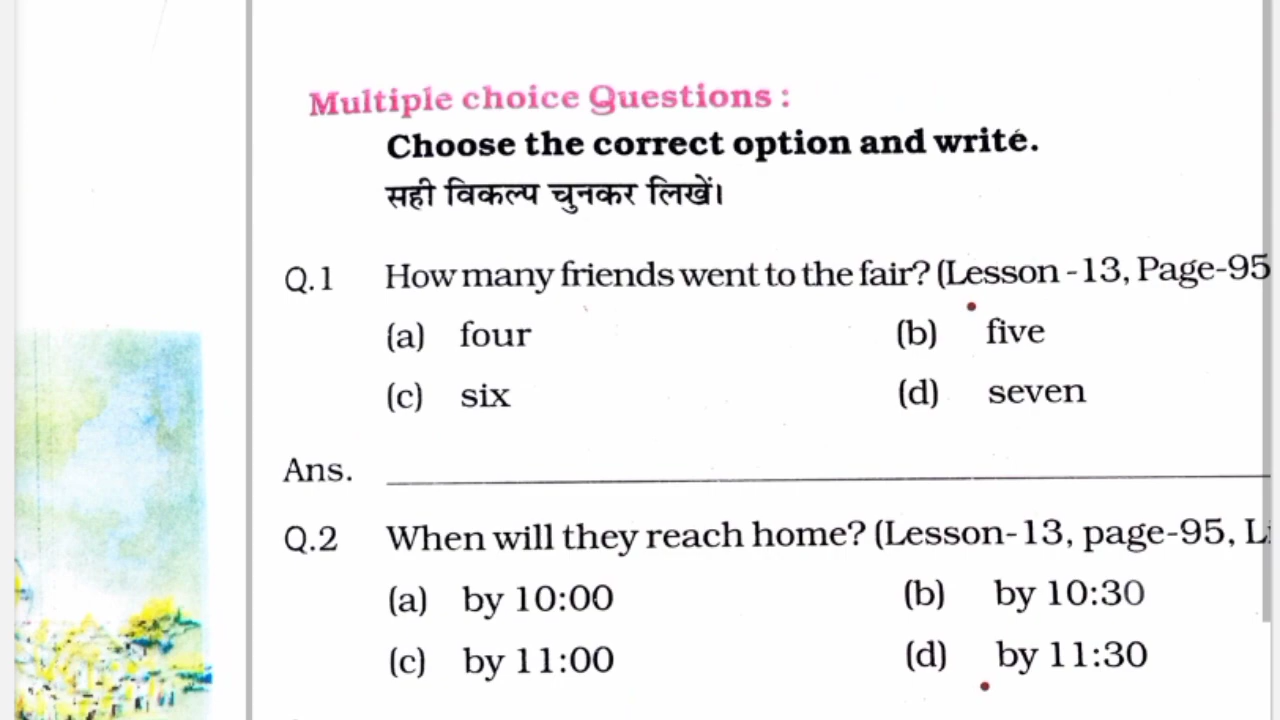 Multiple choice Questions :
Choose the correct option and write.
सही विकल्प चुनकर लिखें।
Q.1 How many friends went to the fair? (Lesson -13, Page-95
(a) four (b) five
(c) six (d) seven
Ans.
Q.2 When will they reach home? (Lesson-13, page-95,
(a) by 10:00 (b) by 10:30
(c) by 11:00 (d) by 11:30